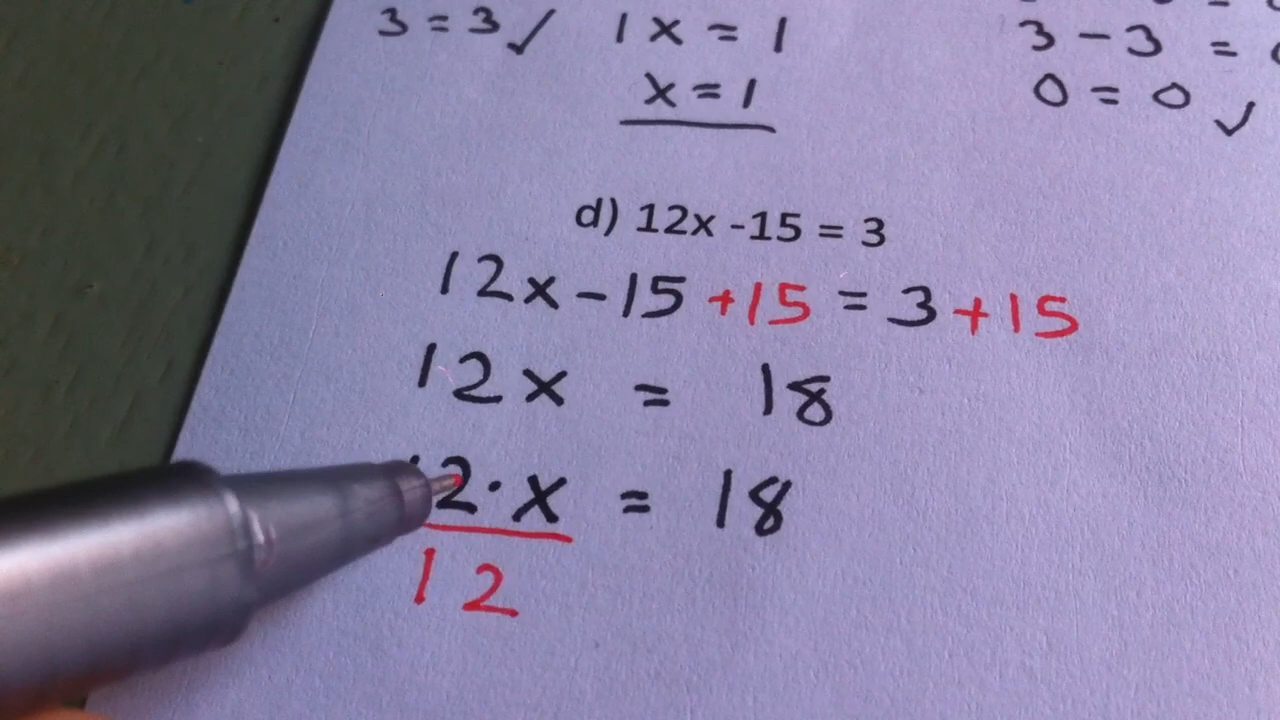 3 = 3 ✓
1x = 1
x = 1
3 - 3 =
0 = 0 ✓
d) 12x -15 = 3
12x - 15 + 15 = 3 + 15
12x = 18
12·x = 18
12